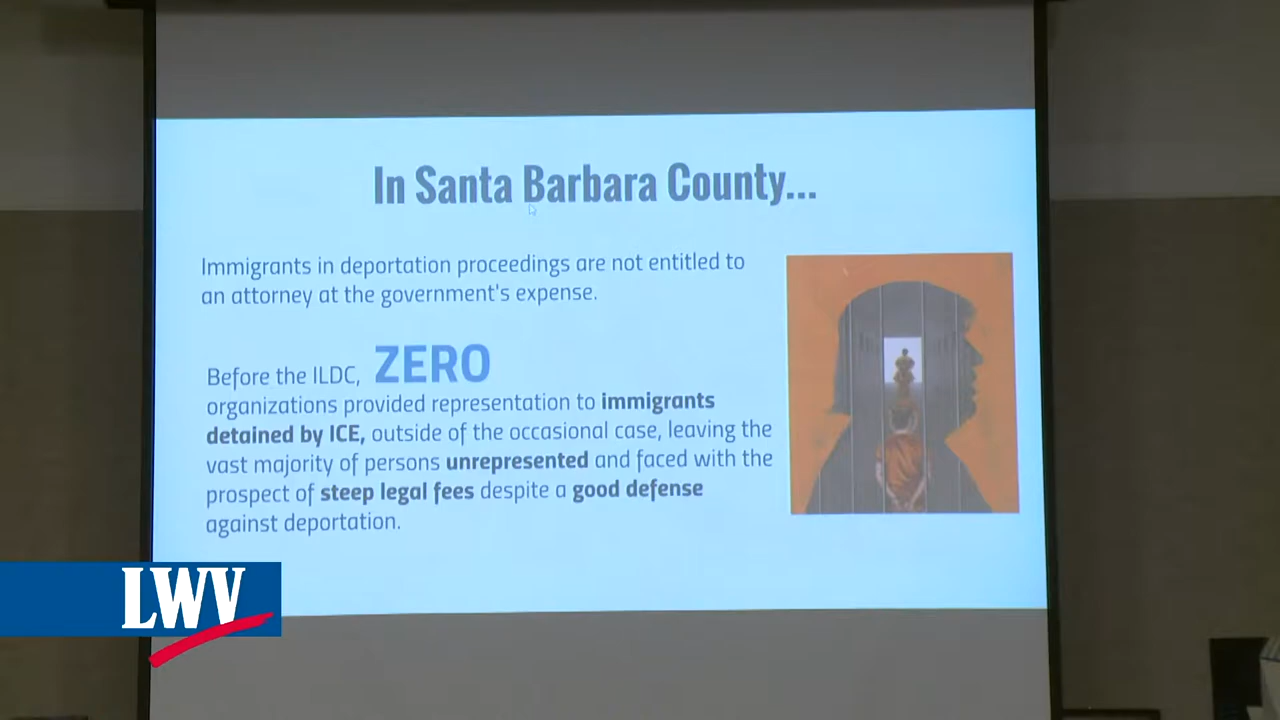 In Santa Barbara County...
Immigrants in deportation proceedings are not entitled to
an attorney at the government's expense.
Before the ILDC, ZERO
organizations provided representation to immigrants
detained by ICE, outside of the occasional case, leaving the
vast majority of persons unrepresented and faced with the
prospect of steep legal fees despite a good defense
against deportation.
LWV